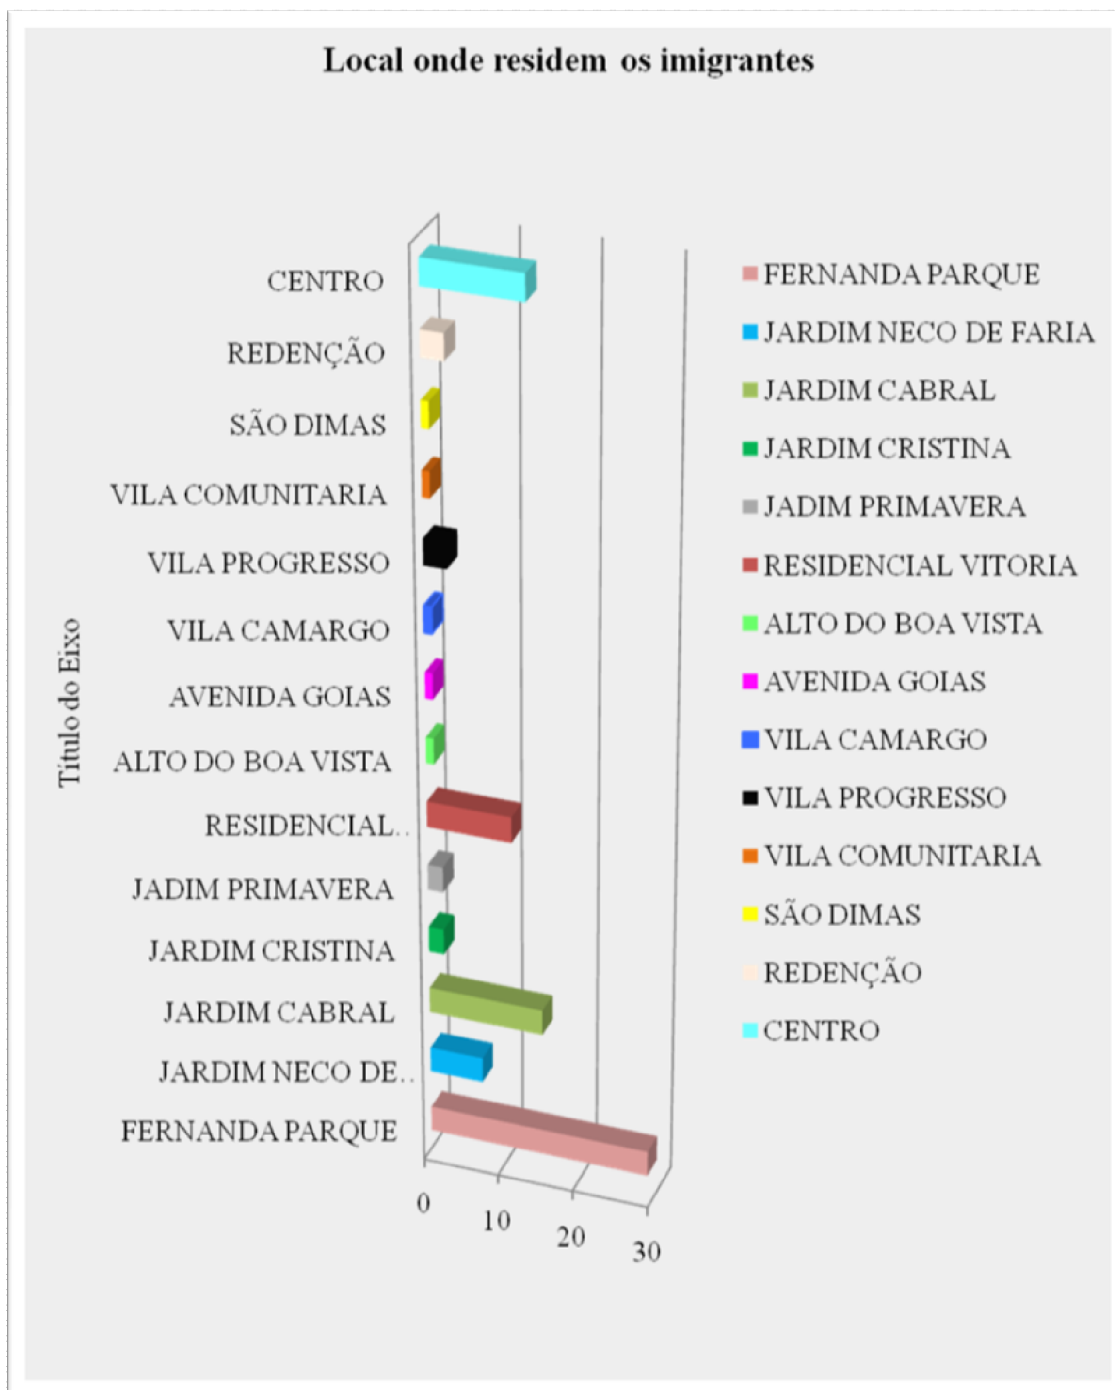 Local onde residem os imigrantes
Título do Eixo
CENTRO
REDENÇÃO
SÃO DIMAS
VILA COMUNITARIA
VILA PROGRESSO
VILA CAMARGO
AVENIDA GOIAS
ALTO DO BOA VISTA
RESIDENCIAL..
JADIM PRIMAVERA
JARDIM CRISTINA
JARDIM CABRAL
JARDIM NECO DE..
FERNANDA PARQUE
0
10
20
30
FERNANDA PARQUE
JARDIM NECO DE FARIA
JARDIM CABRAL
JARDIM CRISTINA
JADIM PRIMAVERA
RESIDENCIAL VITORIA
ALTO DO BOA VISTA
AVENIDA GOIAS
VILA CAMARGO
VILA PROGRESSO
VILA COMUNITARIA
SÃO DIMAS
REDENÇÃO
CENTRO